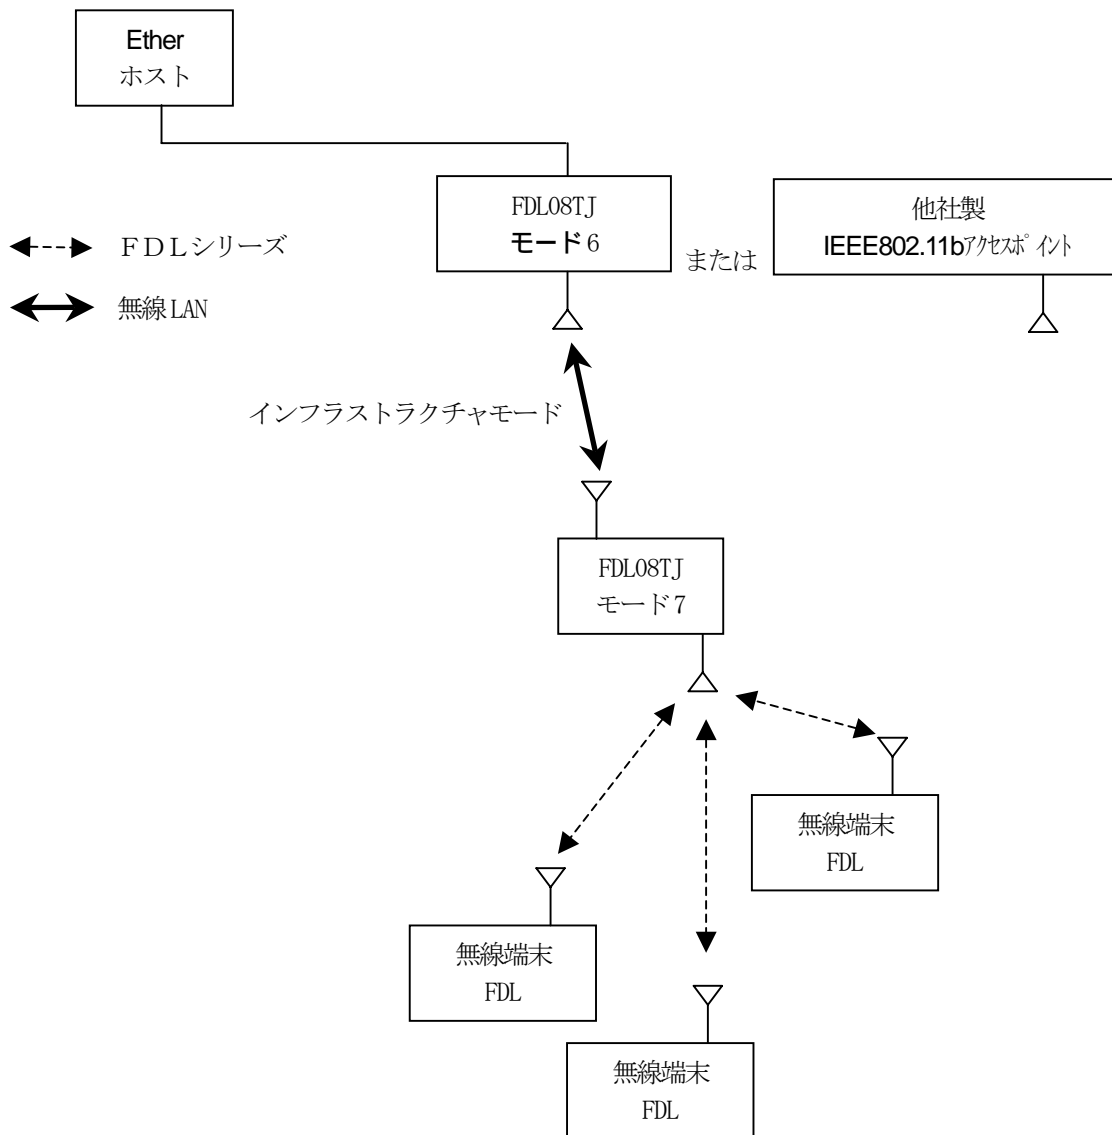 Ether
ホスト
FDL08TJ
モード6
または
他社製
IEEE802.11bｱｸｾｽﾎﾟｲﾝﾄ
ＦＤＬシリーズ
無線LAN
インフラストラクチャモード
FDL08TJ
モード7
無線端末
FDL
無線端末
FDL
無線端末
FDL